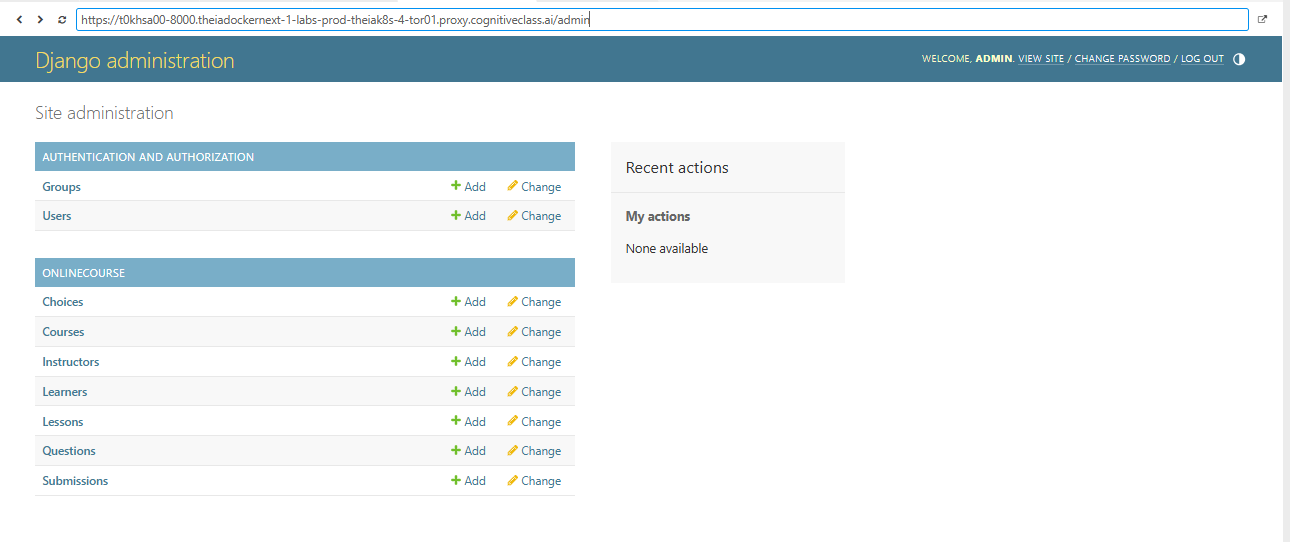 https://t0khsa00-8000.theiadockernext-1-labs-prod-theiak8s-4-tor01.proxy.cognitiveclass.ai/admin
Django administration
WELCOME, ADMIN. VIEW SITE / CHANGE PASSWORD / LOG OUT
Site administration
AUTHENTICATION AND AUTHORIZATION
Groups Add Change
Users Add Change
ONLINECOURSE
Choices Add Change
Courses Add Change
Instructors Add Change
Learners Add Change
Lessons Add Change
Questions Add Change
Submissions Add Change
Recent actions
My actions
None available